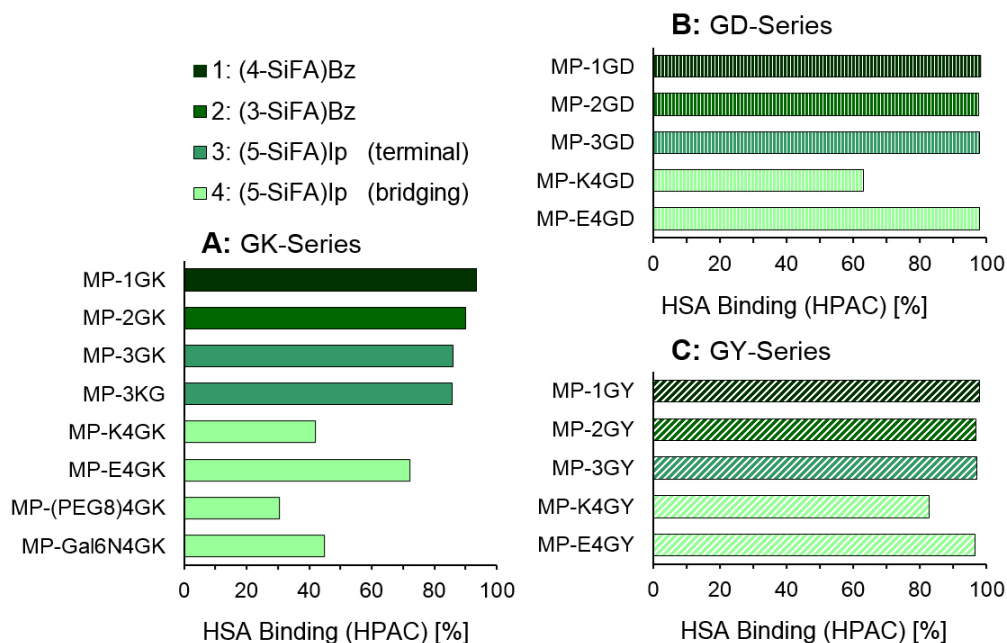 1: (4-SiFA)Bz
2: (3-SiFA)Bz
3: (5-SiFA)Ip (terminal)
4: (5-SiFA)Ip (bridging)
A: GK-Series
MP-1GK
MP-2GK
MP-3GK
MP-3KG
MP-K4GK
MP-E4GK
MP-(PEG8)4GK
MP-Gal6N4GK
0 20 40 60 80 100
HSA Binding (HPAC) [%]
B: GD-Series
MP-1GD
MP-2GD
MP-3GD
MP-K4GD
MP-E4GD
0 20 40 60 80 100
HSA Binding (HPAC) [%]
C: GY-Series
MP-1GY
MP-2GY
MP-3GY
MP-K4GY
MP-E4GY
0 20 40 60 80 100
HSA Binding (HPAC) [%]